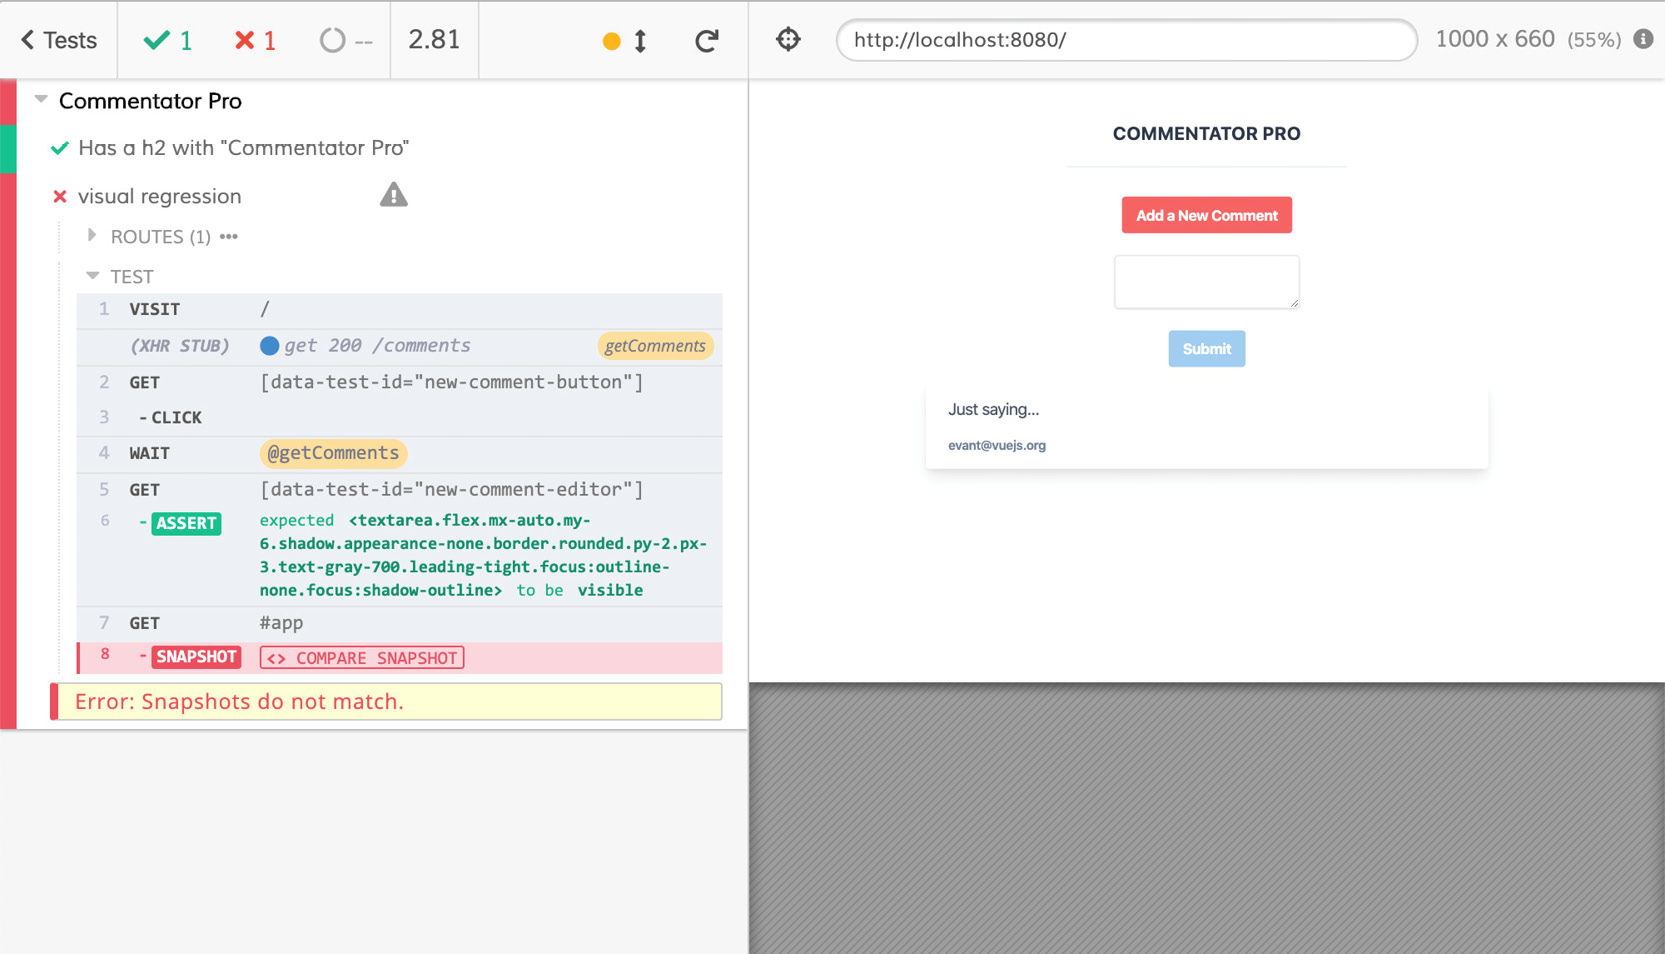 Tests 1 1 -- 2.81
http://localhost:8080/ 1000 x 660 (55%)
Commentator Pro
Has a h2 with "Commentator Pro"
visual regression
ROUTES (1) •••
TEST
1 VISIT /
(XHR STUB) get 200 /comments getComments
2 GET [data-test-id="new-comment-button"]
3 - CLICK
4 WAIT @getComments
5 GET [data-test-id="new-comment-editor"]
6 - ASSERT expected <textarea.flex.mx-auto.my-
6.shadow.appearance-none.border.rounded.py-2.px-
3.text-gray-700.leading-tight.focus:outline-
none.focus:shadow-outline> to be visible
7 GET #app
8 - SNAPSHOT <> COMPARE SNAPSHOT
Error: Snapshots do not match.
COMMENTATOR PRO
Add a New Comment
Submit
Just saying...
evant@vuejs.org